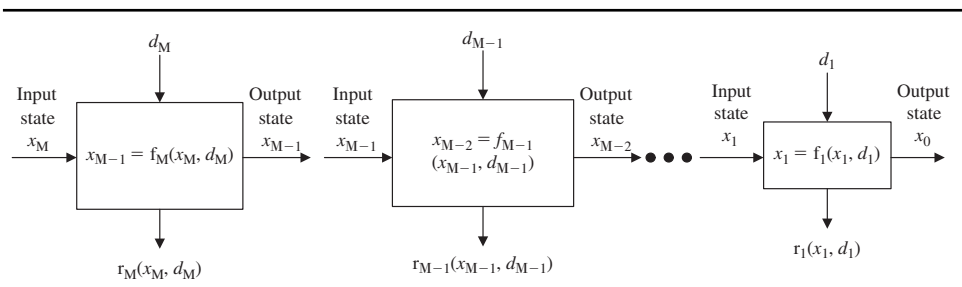 d_M
Input state x_M
x_{M−1} = f_M(x_M, d_M)
Output state x_{M−1}
r_M(x_M, d_M)
d_{M−1}
Input state x_{M−1}
x_{M−2} = f_{M−1}
(x_{M−1}, d_{M−1})
Output state x_{M−2}
r_{M−1}(x_{M−1}, d_{M−1})
d_1
Input state x_1
x_1 = f_1(x_1, d_1)
Output state x_0
r_1(x_1, d_1)